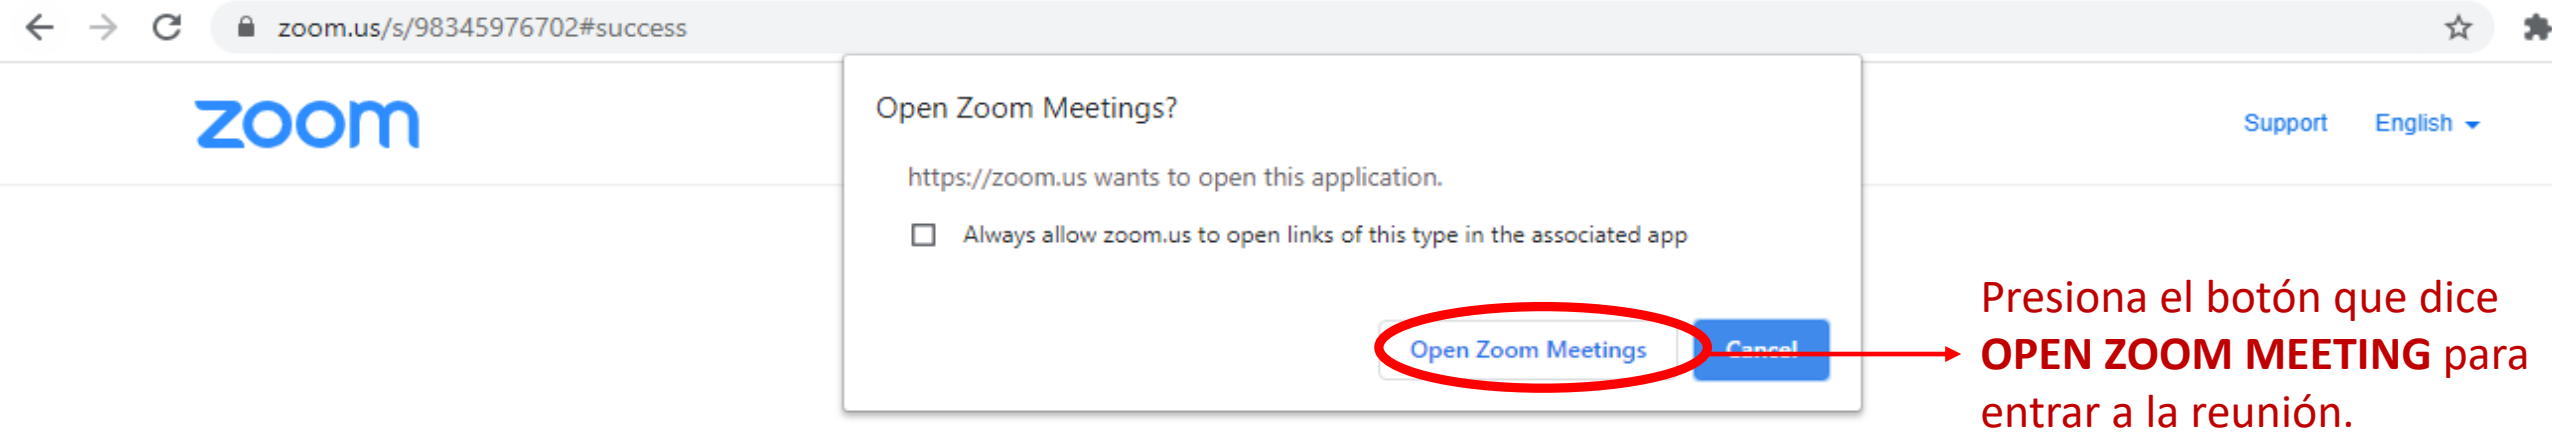 zoom.us/s/98345976702#success
zoom
Open Zoom Meetings?
Support English
https://zoom.us wants to open this application.
Always allow zoom.us to open links of this type in the associated app
Open Zoom Meetings Cancel
Presiona el botón que dice
OPEN ZOOM MEETING para
entrar a la reunión.